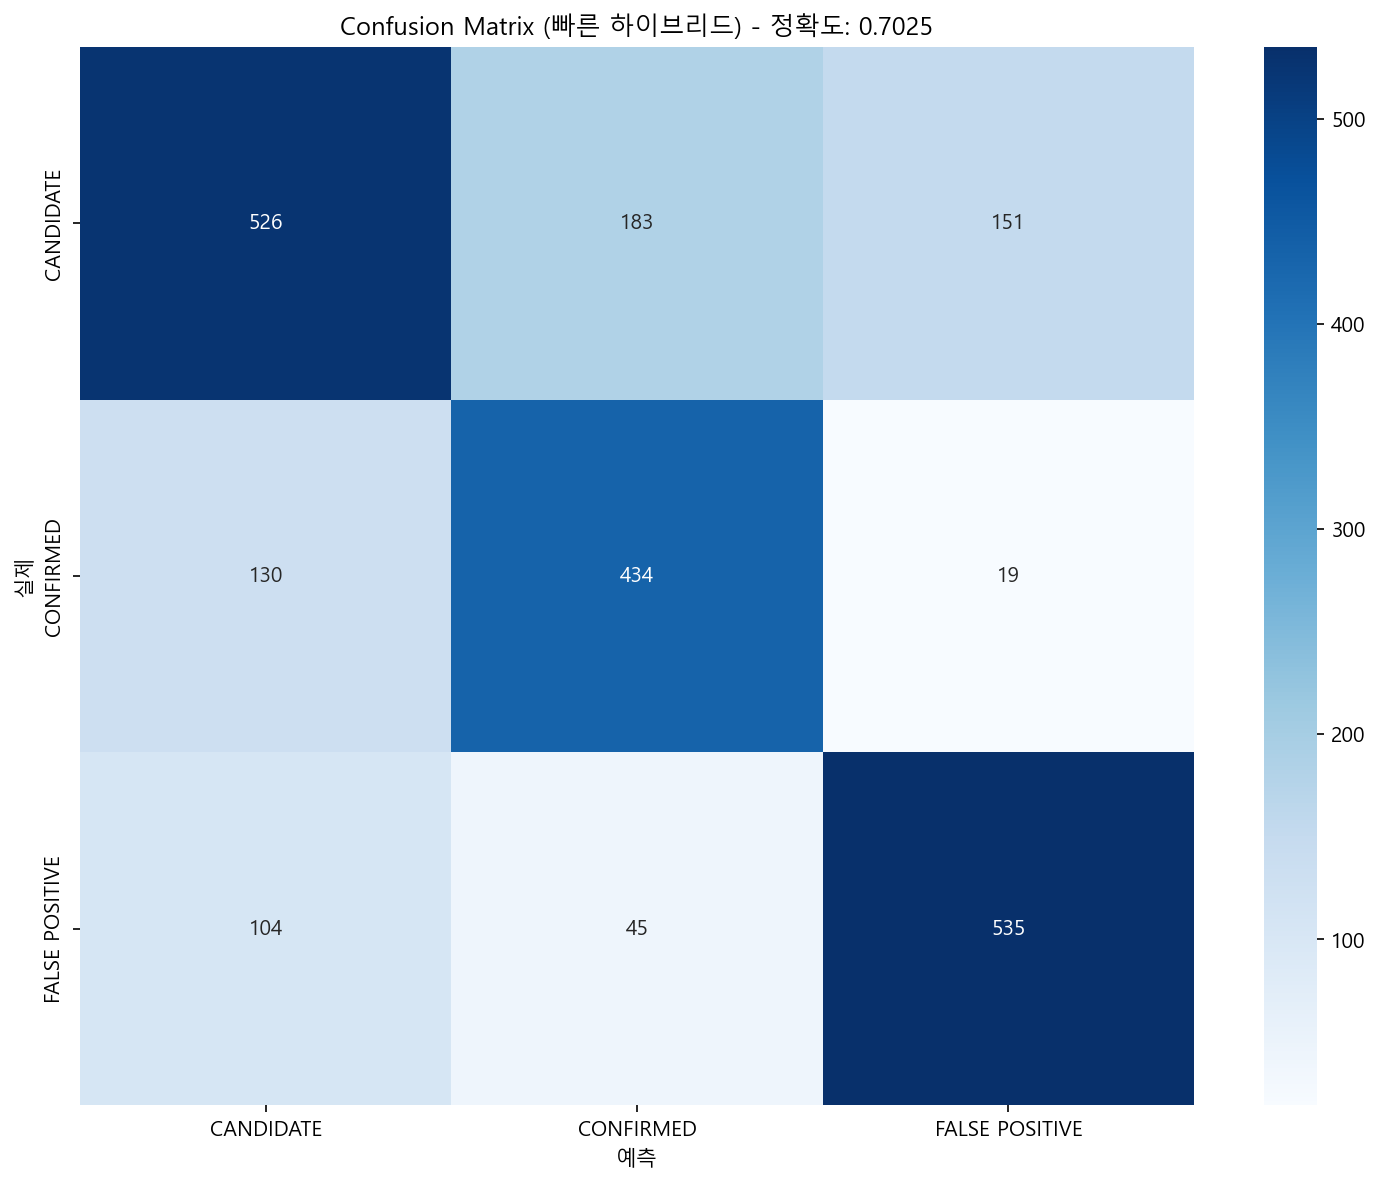 Confusion Matrix (빠른 하이브리드) - 정확도: 0.7025
실제
CANDIDATE
526 183 151
CONFIRMED
130 434 19
FALSE POSITIVE
104 45 535
CANDIDATE CONFIRMED FALSE POSITIVE
예측
500
400
300
200
100